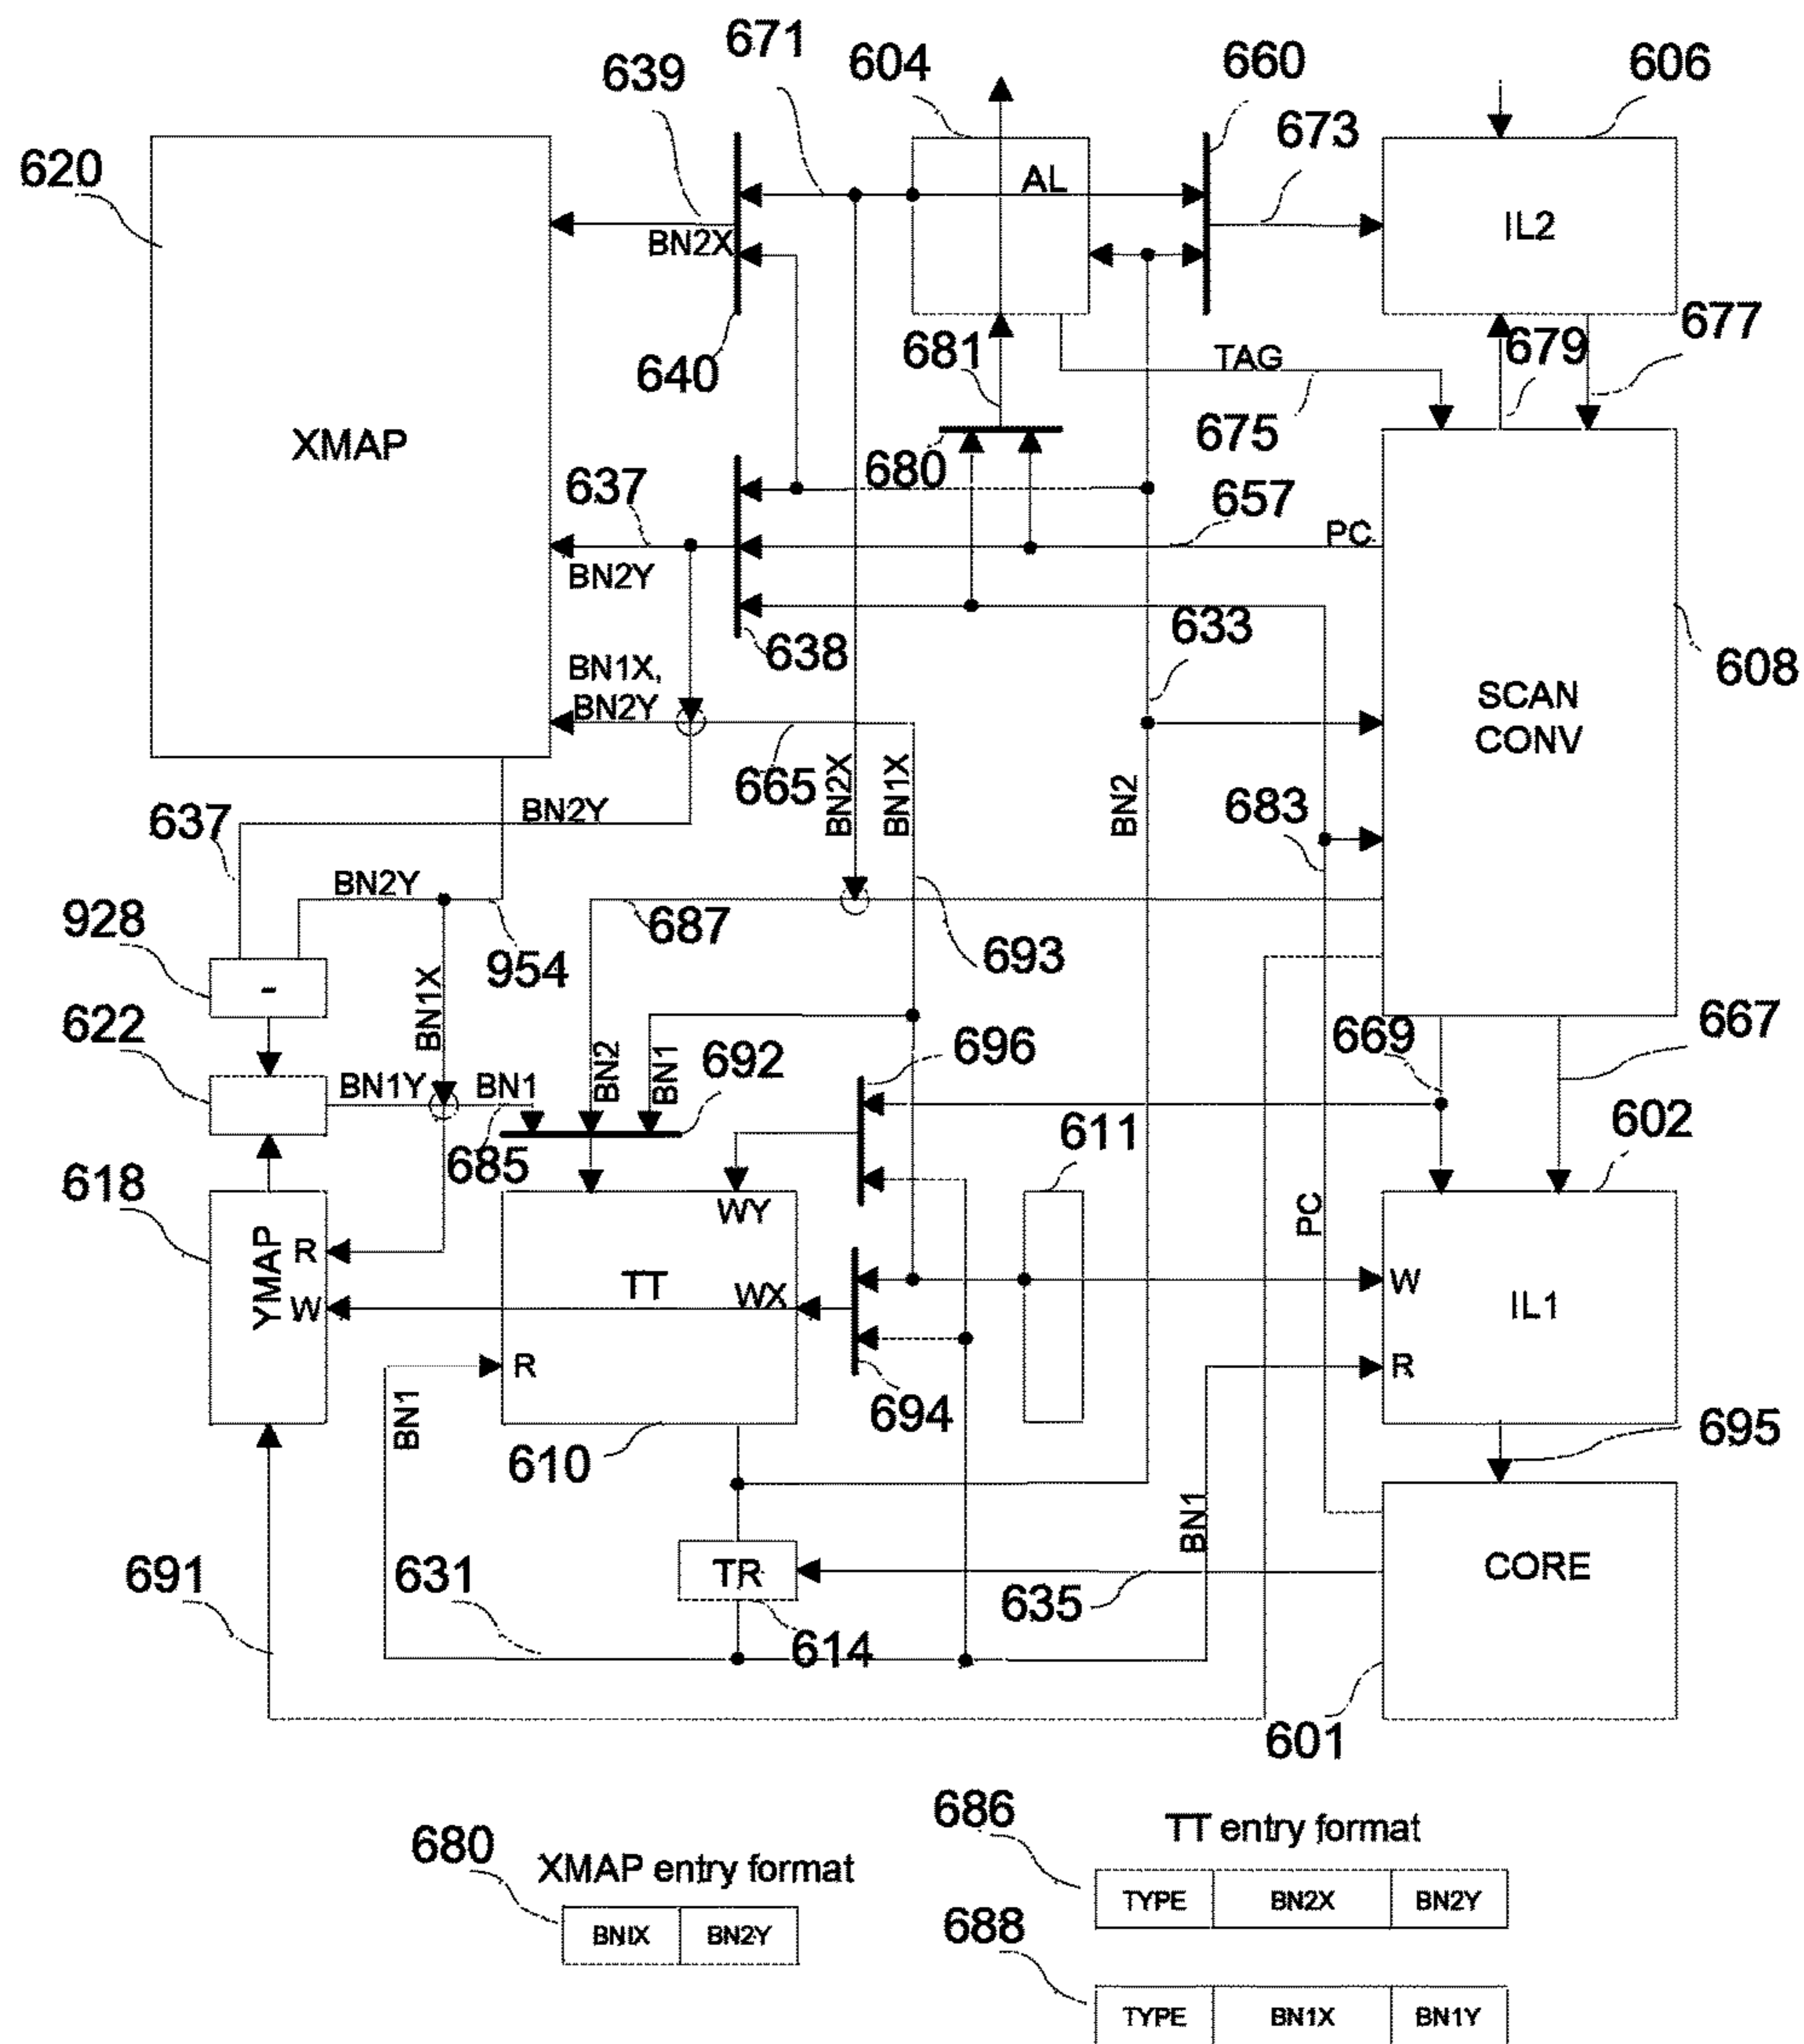 671
604
660
606
639
673
620
AL
IL2
BN2X
677
681
679
640
TAG
XMAP
675
680
637
657
PC
BN2Y
633
638
608
BN1X,
BN2Y
SCAN
CONV
665
BN2X
BN1X
BN2
683
637
BN2Y
BN2Y
928
687
693
954
-
BN1X
669
667
622
696
BN2
BN1
692
BN1Y
BN1
602
611
685
618
WY
PC
YMAP
R
TT
WX
W
W
IL1
R
R
BN1
694
695
610
BN1
TR
CORE
691
631
635
614
601
686
TT entry format
680
XMAP entry format
TYPE BN2X BN2Y
688
BNIX BN2Y
TYPE BN1X BN1Y